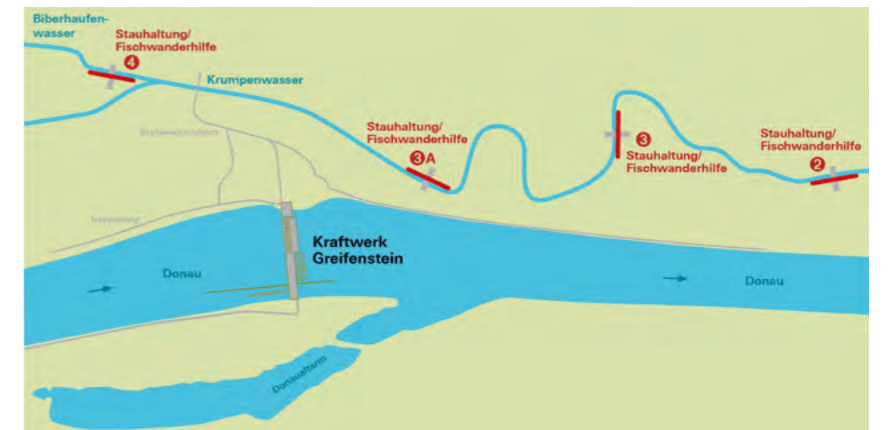 Biberhaufen-
wasser
Stauhaltung/
Fischwanderhilfe
4
Krumpenwasser
Stauhaltung/
Fischwanderhilfe
3A
3
Stauhaltung/
Fischwanderhilfe
Stauhaltung/
Fischwanderhilfe
2
Kraftwerk
Greifenstein
Donau
Donau
Donaualtarm